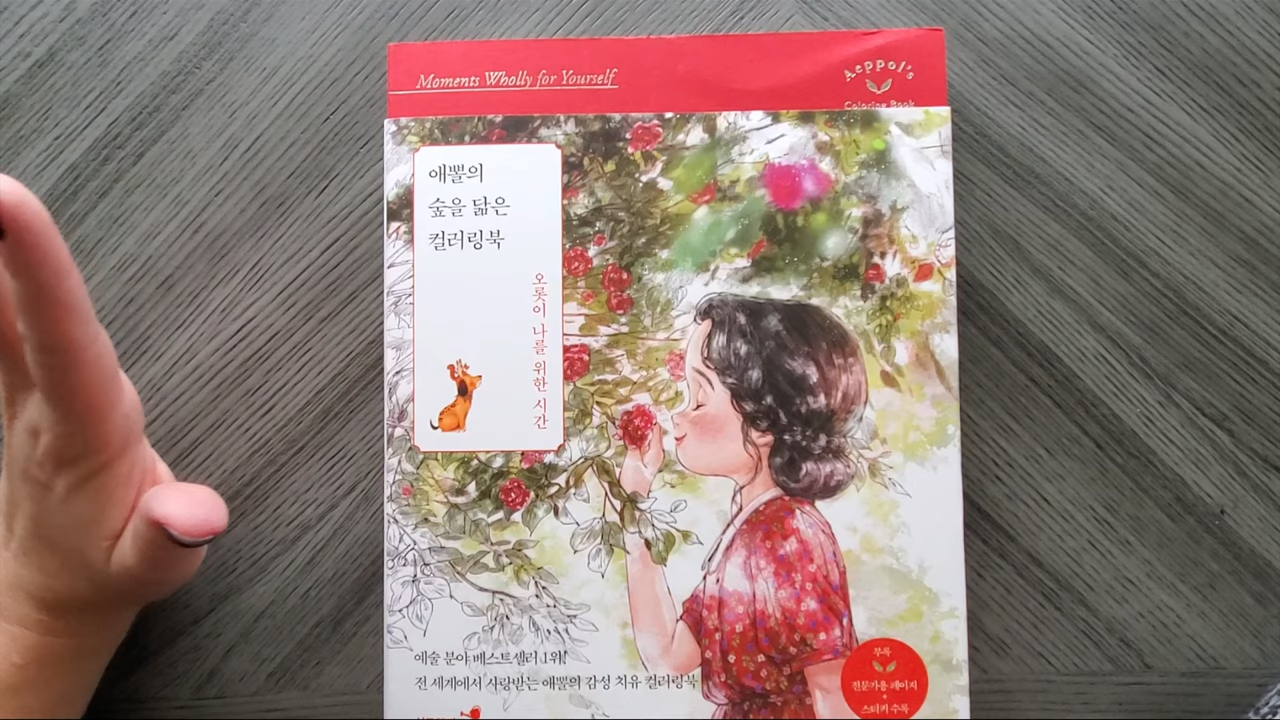 Moments Wholly for Yourself
Aeppol's
Coloring Book
애뽈의
숲을 닮은
컬러링북
오롯이 나를 위한 시간
예술 분야 베스트셀러 1위!
전 세계에서 사랑받는 애뽈의 감성 치유 컬러링북
부록
전문가용 페이지
+
스티커 수록